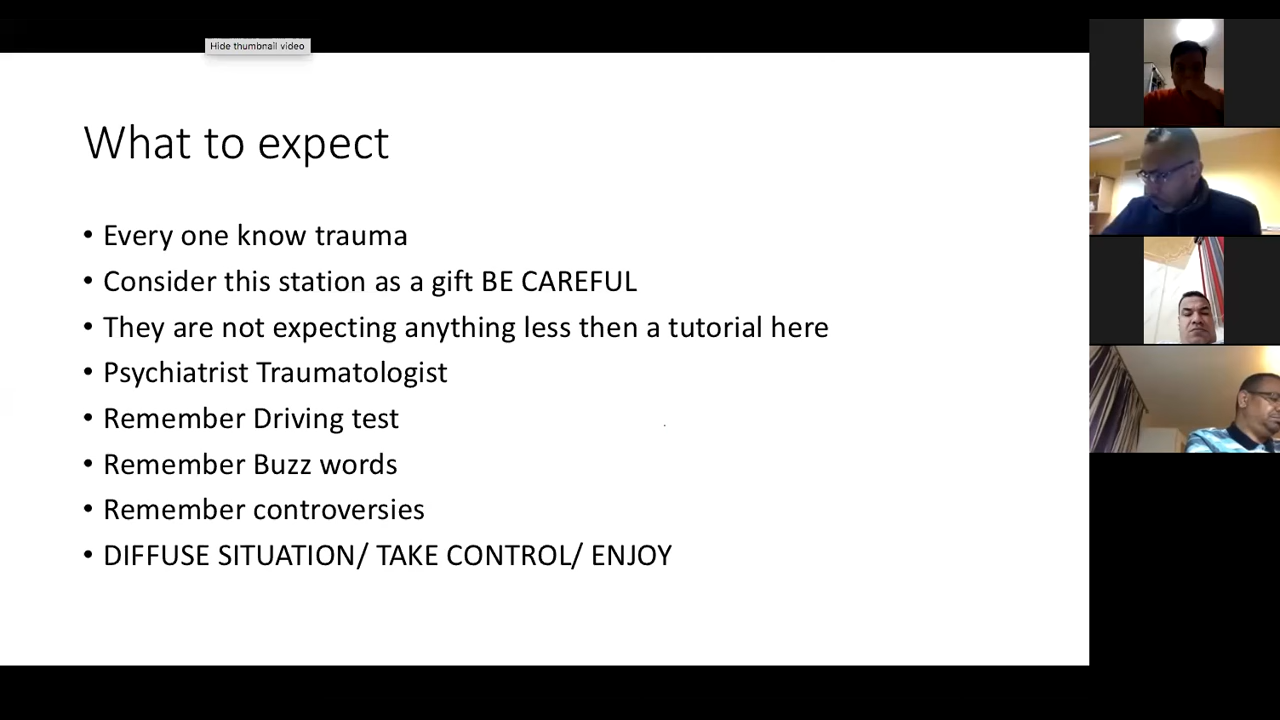 Hide thumbnail video
What to expect
• Every one know trauma
• Consider this station as a gift BE CAREFUL
• They are not expecting anything less then a tutorial here
• Psychiatrist Traumatologist
• Remember Driving test
• Remember Buzz words
• Remember controversies
• DIFFUSE SITUATION/ TAKE CONTROL/ ENJOY